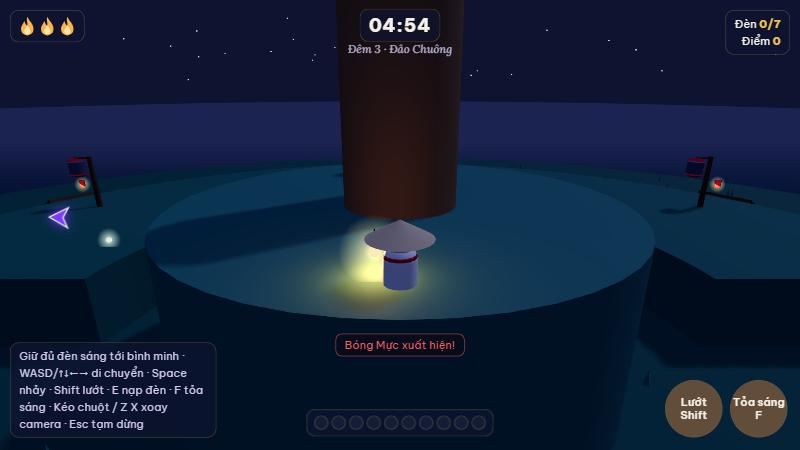 04:54
Đêm 3 · Đảo Chuông
Đèn 0/7
Điểm 0
Bóng Mực xuất hiện!
Giữ đủ đèn sáng tới bình minh ·
WASD/↑↓←→ di chuyển · Space
nhảy · Shift lướt · E nạp đèn · F tỏa
sáng · Kéo chuột / Z X xoay
camera · Esc tạm dừng
Lướt
Shift
Tỏa sáng
F